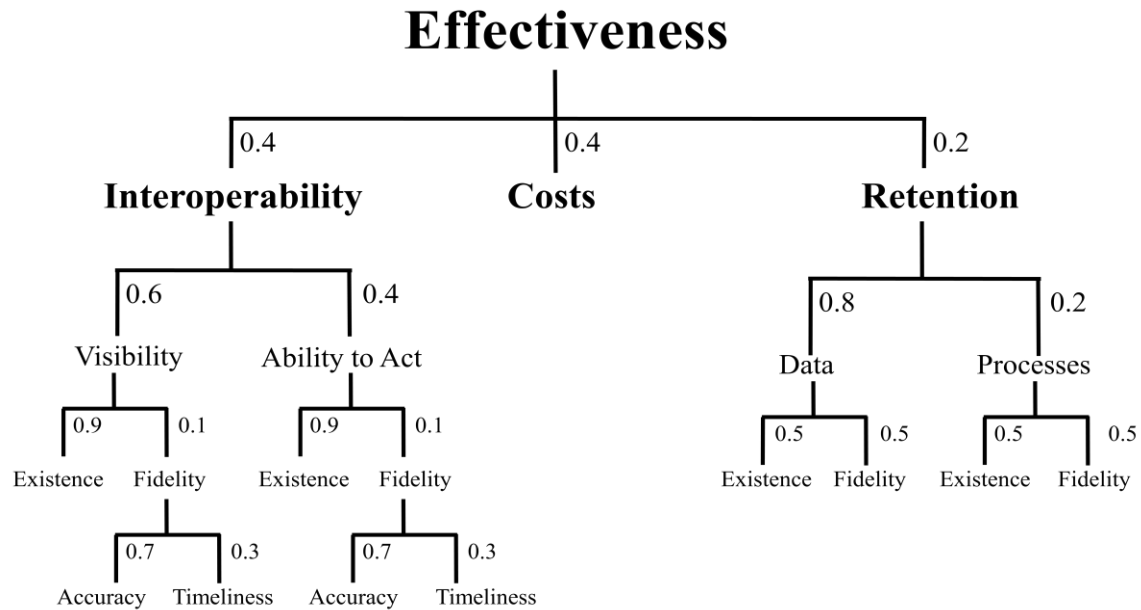 Effectiveness
0.4 0.4 0.2
Interoperability Costs Retention
0.6 0.4 0.8 0.2
Visibility Ability to Act Data Processes
0.9 0.1 0.9 0.1 0.5 0.5 0.5 0.5
Existence Fidelity Existence Fidelity Existence Fidelity Existence Fidelity
0.7 0.3 0.7 0.3
Accuracy Timeliness Accuracy Timeliness